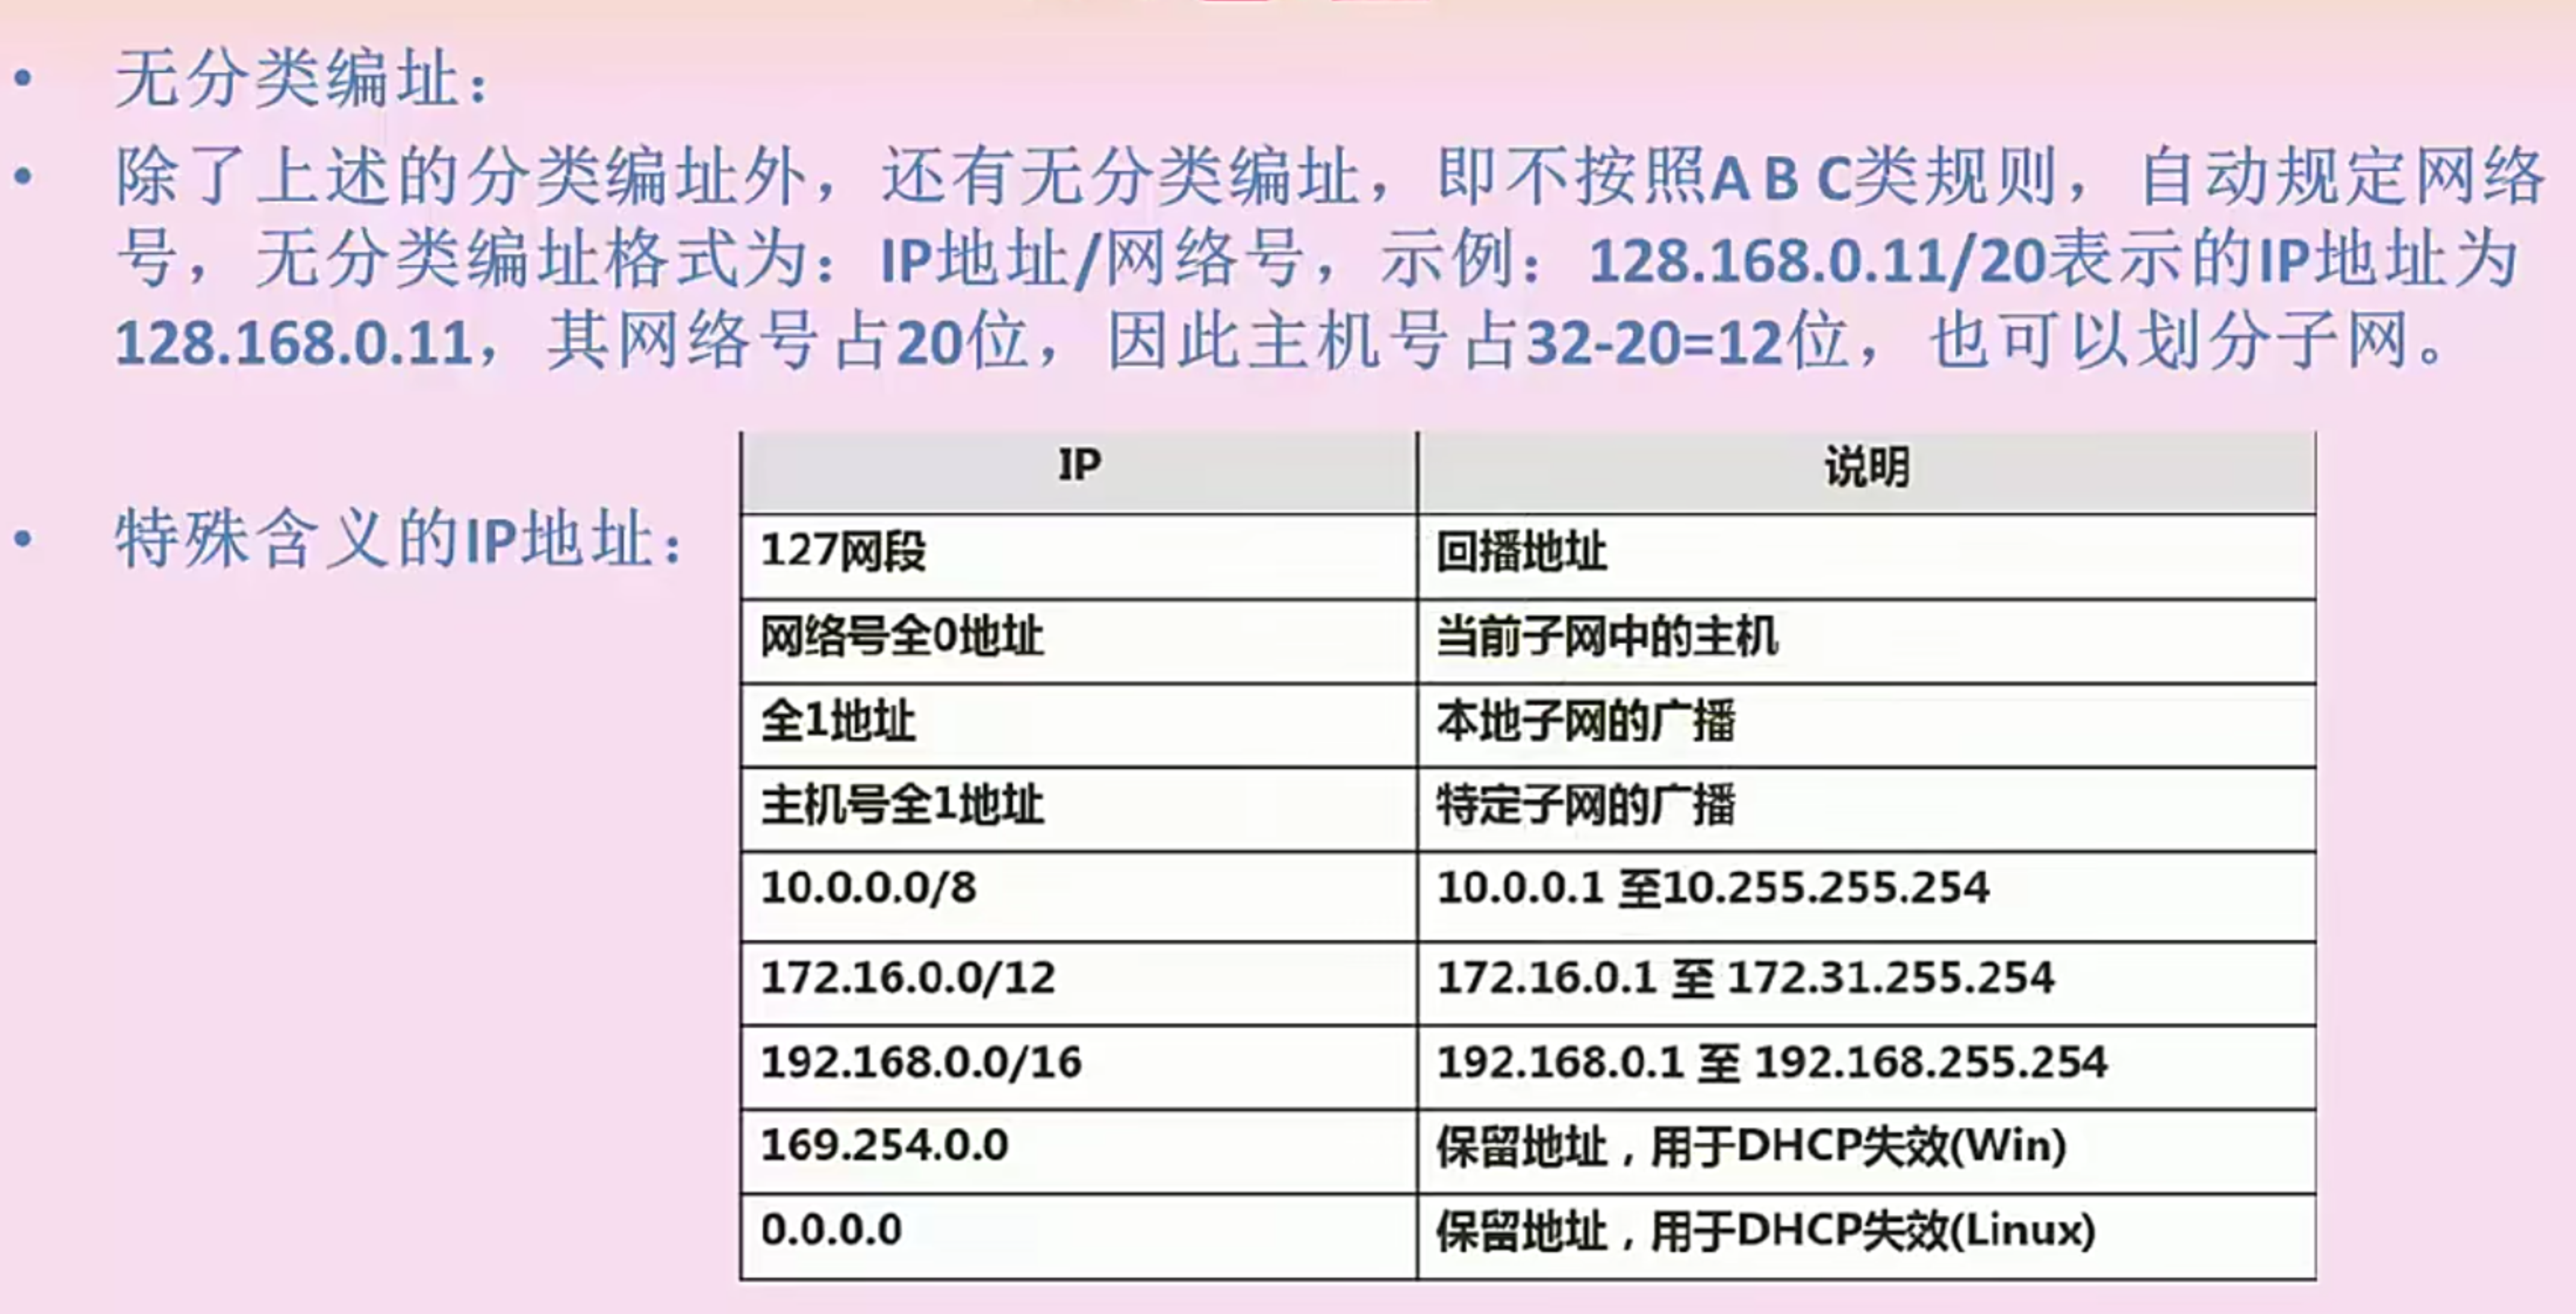 • 无分类编址：
• 除了上述的分类编址外，还有无分类编址，即不按照A B C类规则，自动规定网络
号，无分类编址格式为：IP地址/网络号，示例：128.168.0.11/20表示的IP地址为
128.168.0.11，其网络号占20位，因此主机号占32-20=12位，也可以划分子网。
• 特殊含义的IP地址：
IP 说明
127网段 回播地址
网络号全0地址 当前子网中的主机
全1地址 本地子网的广播
主机号全1地址 特定子网的广播
10.0.0.0/8 10.0.0.1 至10.255.255.254
172.16.0.0/12 172.16.0.1 至 172.31.255.254
192.168.0.0/16 192.168.0.1 至 192.168.255.254
169.254.0.0 保留地址，用于DHCP失效(Win)
0.0.0.0 保留地址，用于DHCP失效(Linux)